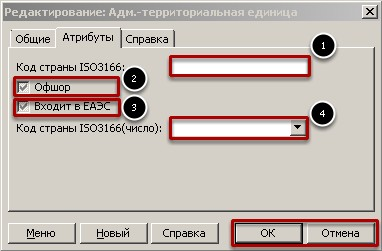 Редактирование: Адм.-территориальная единица
Общие Атрибуты Справка
1
Код страны ISO3166:
2
Офшор
Входит в ЕАЭС 3
4
Код страны ISO3166(число):
Меню Новый Справка OK Отмена